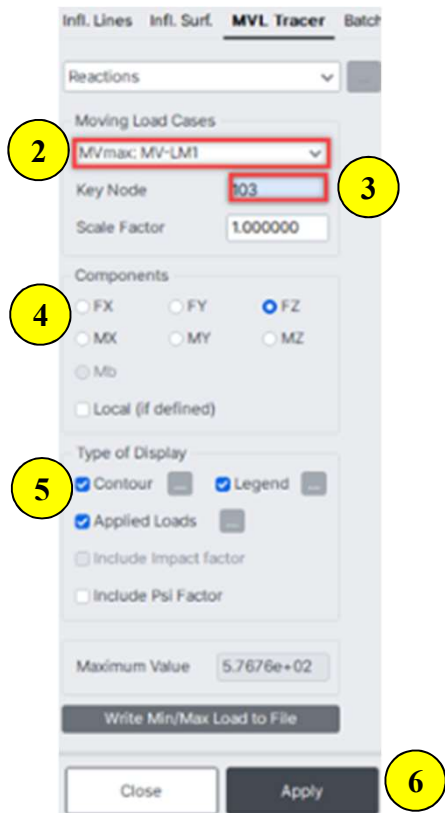 Infl. Lines Infl. Surf. MVL Tracer Batch
Reactions ...
Moving Load Cases
2 MVmax: MV-LM1
Key Node 103 3
Scale Factor 1.000000
Components
4 FX FY FZ
MX MY MZ
Mb
Local (if defined)
Type of Display
5 Contour ... Legend ...
Applied Loads ...
Include Impact factor
Include Psi Factor
Maximum Value 5.7676e+02
Write Min/Max Load to File
Close Apply 6